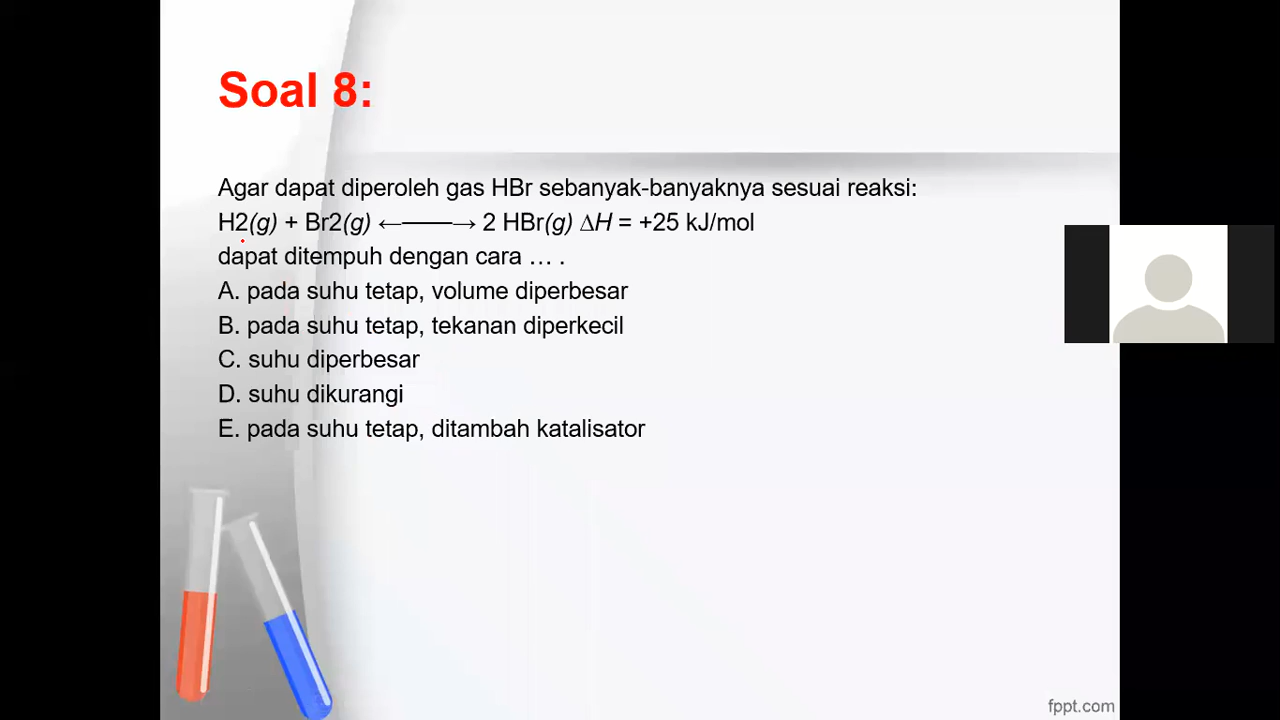 Soal 8:
Agar dapat diperoleh gas HBr sebanyak-banyaknya sesuai reaksi:
H2(g) + Br2(g) ←──→ 2 HBr(g) ∆H = +25 kJ/mol
dapat ditempuh dengan cara … .
A. pada suhu tetap, volume diperbesar
B. pada suhu tetap, tekanan diperkecil
C. suhu diperbesar
D. suhu dikurangi
E. pada suhu tetap, ditambah katalisator
fppt.com